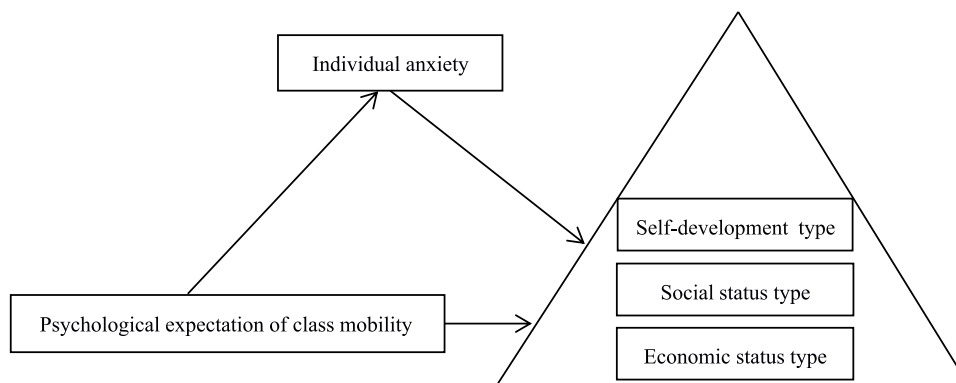 Individual anxiety
Self-development type
Social status type
Psychological expectation of class mobility
Economic status type